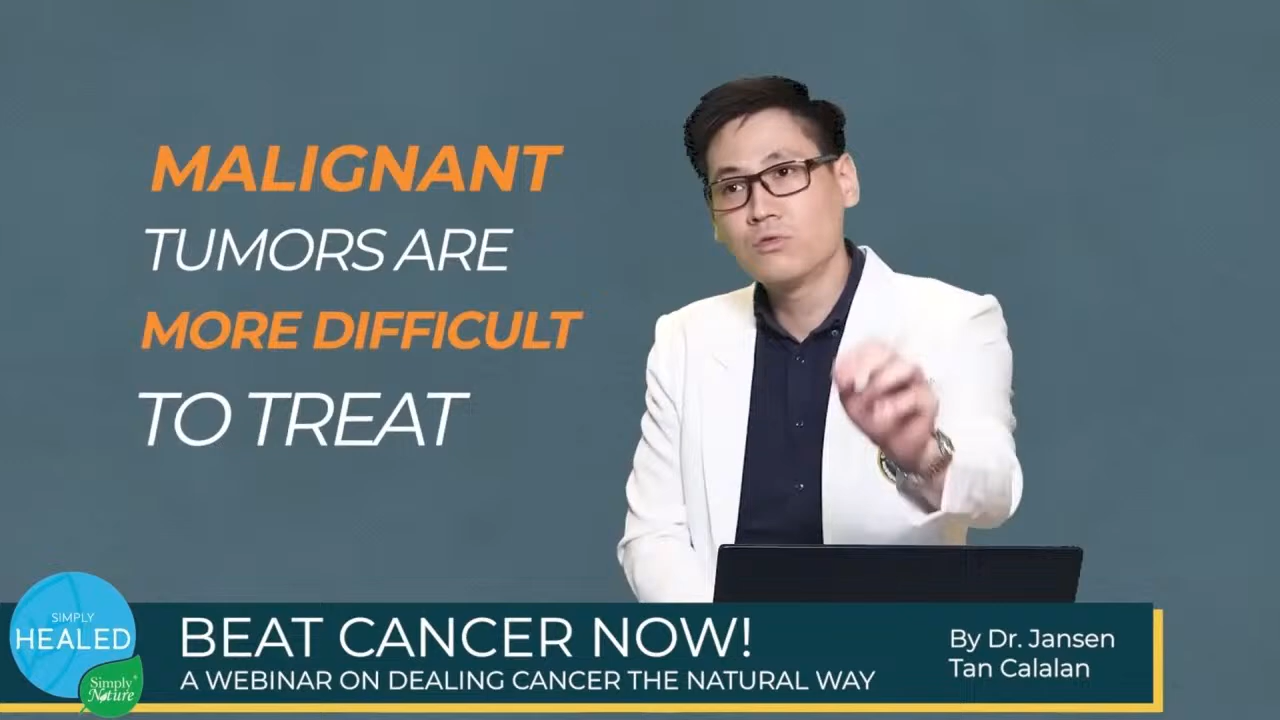 MALIGNANT
TUMORS ARE
MORE DIFFICULT
TO TREAT
SIMPLY
HEALED
Simply
Nature
BEAT CANCER NOW!
A WEBINAR ON DEALING CANCER THE NATURAL WAY
By Dr. Jansen
Tan Calalan